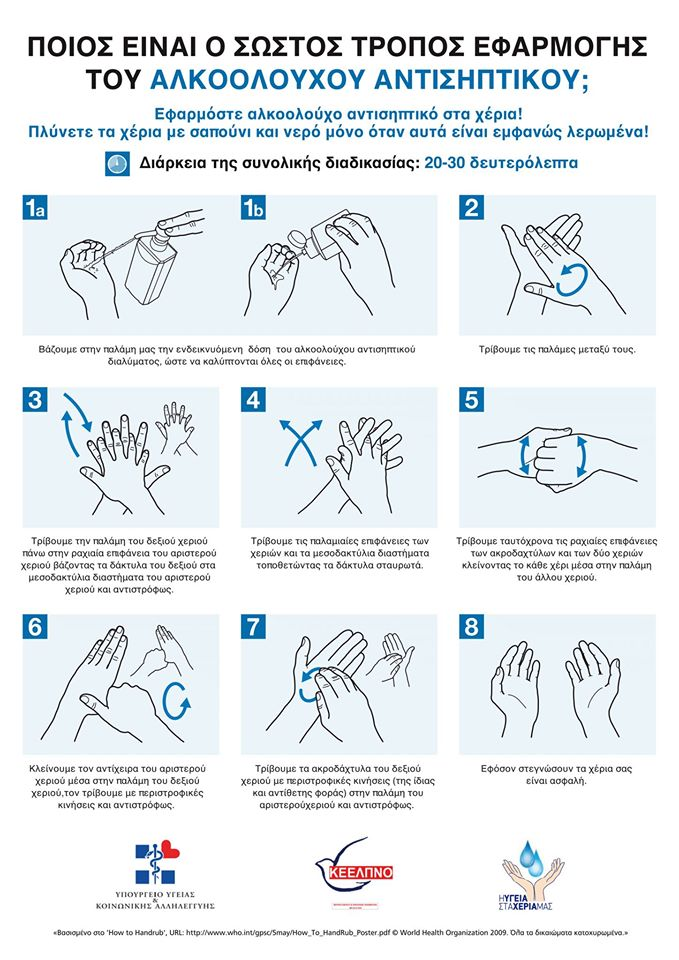 ΠΟΙΟΣ ΕΙΝΑΙ Ο ΣΩΣΤΟΣ ΤΡΟΠΟΣ ΕΦΑΡΜΟΓΗΣ
ΤΟΥ ΑΛΚΟΟΛΟΥΧΟΥ ΑΝΤΙΣΗΠΤΙΚΟΥ;
Εφαρμόστε αλκοολούχο αντισηπτικό στα χέρια!
Πλύνετε τα χέρια με σαπούνι και νερό μόνο όταν αυτά είναι εμφανώς λερωμένα!
Διάρκεια της συνολικής διαδικασίας: 20-30 δευτερόλεπτα
1a
1b
Βάζουμε στην παλάμη μας την ενδεικνυόμενη δόση του αλκοολούχου αντισηπτικού
διαλύματος, ώστε να καλύπτονται όλες οι επιφάνειες.
2
Τρίβουμε τις παλάμες μεταξύ τους.
3
Τρίβουμε την παλάμη του δεξιού χεριού
πάνω στην ραχιαία επιφάνεια του αριστερού
χεριού βάζοντας τα δάκτυλα του δεξιού στα
μεσοδακτύλια διαστήματα του αριστερού
χεριού και αντιστρόφως.
4
Τρίβουμε τις παλαμιαίες επιφάνειες των
χεριών και τα μεσοδακτύλια διαστήματα
τοποθετώντας τα δάκτυλα σταυρωτά.
5
Τρίβουμε ταυτόχρονα τις ραχιαίες επιφάνειες
των ακροδαχτύλων και των δύο χεριών
κλείνοντας το κάθε χέρι μέσα στην παλάμη
του άλλου χεριού.
6
Κλείνουμε τον αντίχειρα του αριστερού
χεριού μέσα στην παλάμη του δεξιού
χεριού,τον τρίβουμε με περιστροφικές
κινήσεις και αντιστρόφως.
7
Τρίβουμε τα ακροδάχτυλα του δεξιού
χεριού με περιστροφικές κινήσεις (της ίδιας
και αντίθετης φοράς) στην παλάμη του
αριστερούχεριού και αντιστρόφως.
8
Εφόσον στεγνώσουν τα χέρια σας
είναι ασφαλή.
ΥΠΟΥΡΓΕΙΟ ΥΓΕΙΑΣ
&
ΚΟΙΝΩΝΙΚΗΣ ΑΛΛΗΛΕΓΓΥΗΣ
ΚΕΕΛΠΝΟ
Η ΥΓΕΙΑ
ΣΤΑ ΧΕΡΙΑ ΜΑΣ
«Βασισμένο στο 'How to Handrub', URL: http://www.who.int/gpsc/5may/How_To_HandRub_Poster.pdf © World Health Organization 2009. Όλα τα δικαιώματα κατοχυρωμένα.»